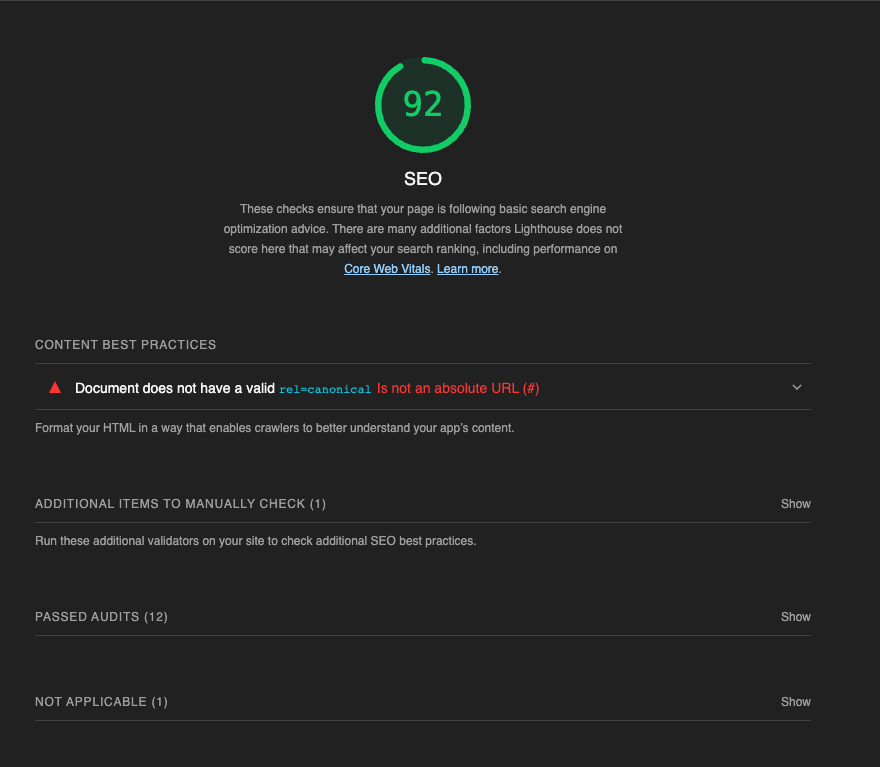 92
SEO
These checks ensure that your page is following basic search engine
optimization advice. There are many additional factors Lighthouse does not
score here that may affect your search ranking, including performance on
Core Web Vitals. Learn more.
CONTENT BEST PRACTICES
Document does not have a valid rel=canonical Is not an absolute URL (#)
Format your HTML in a way that enables crawlers to better understand your app’s content.
ADDITIONAL ITEMS TO MANUALLY CHECK (1) Show
Run these additional validators on your site to check additional SEO best practices.
PASSED AUDITS (12) Show
NOT APPLICABLE (1) Show